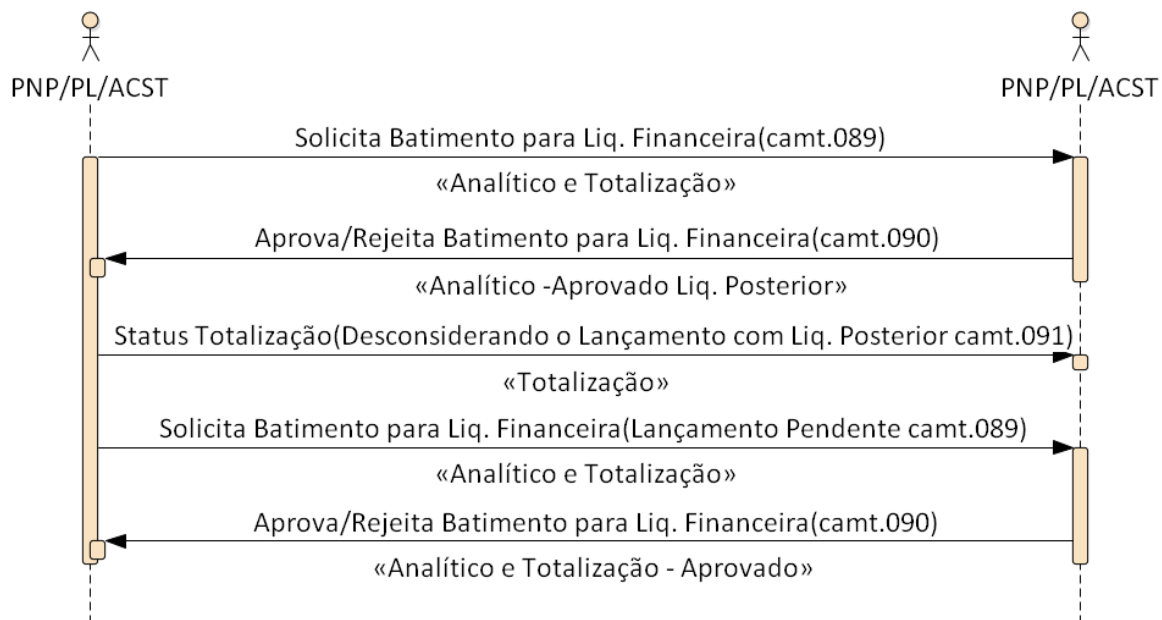 PNP/PL/ACST
PNP/PL/ACST
Solicita Batimento para Liq. Financeira(camt.089)
«Analítico e Totalização»
Aprova/Rejeita Batimento para Liq. Financeira(camt.090)
«Analítico -Aprovado Liq. Posterior»
Status Totalização(Desconsiderando o Lançamento com Liq. Posterior camt.091)
«Totalização»
Solicita Batimento para Liq. Financeira(Lançamento Pendente camt.089)
«Analítico e Totalização»
Aprova/Rejeita Batimento para Liq. Financeira(camt.090)
«Analítico e Totalização - Aprovado»